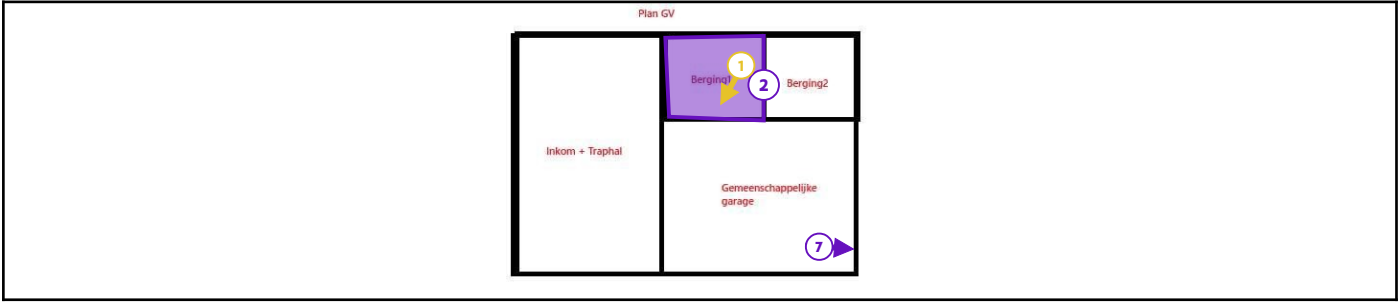 Plan GV
1
Berging1
2
Berging2
Inkom + Traphal
Gemeenschappelijke
garage
7